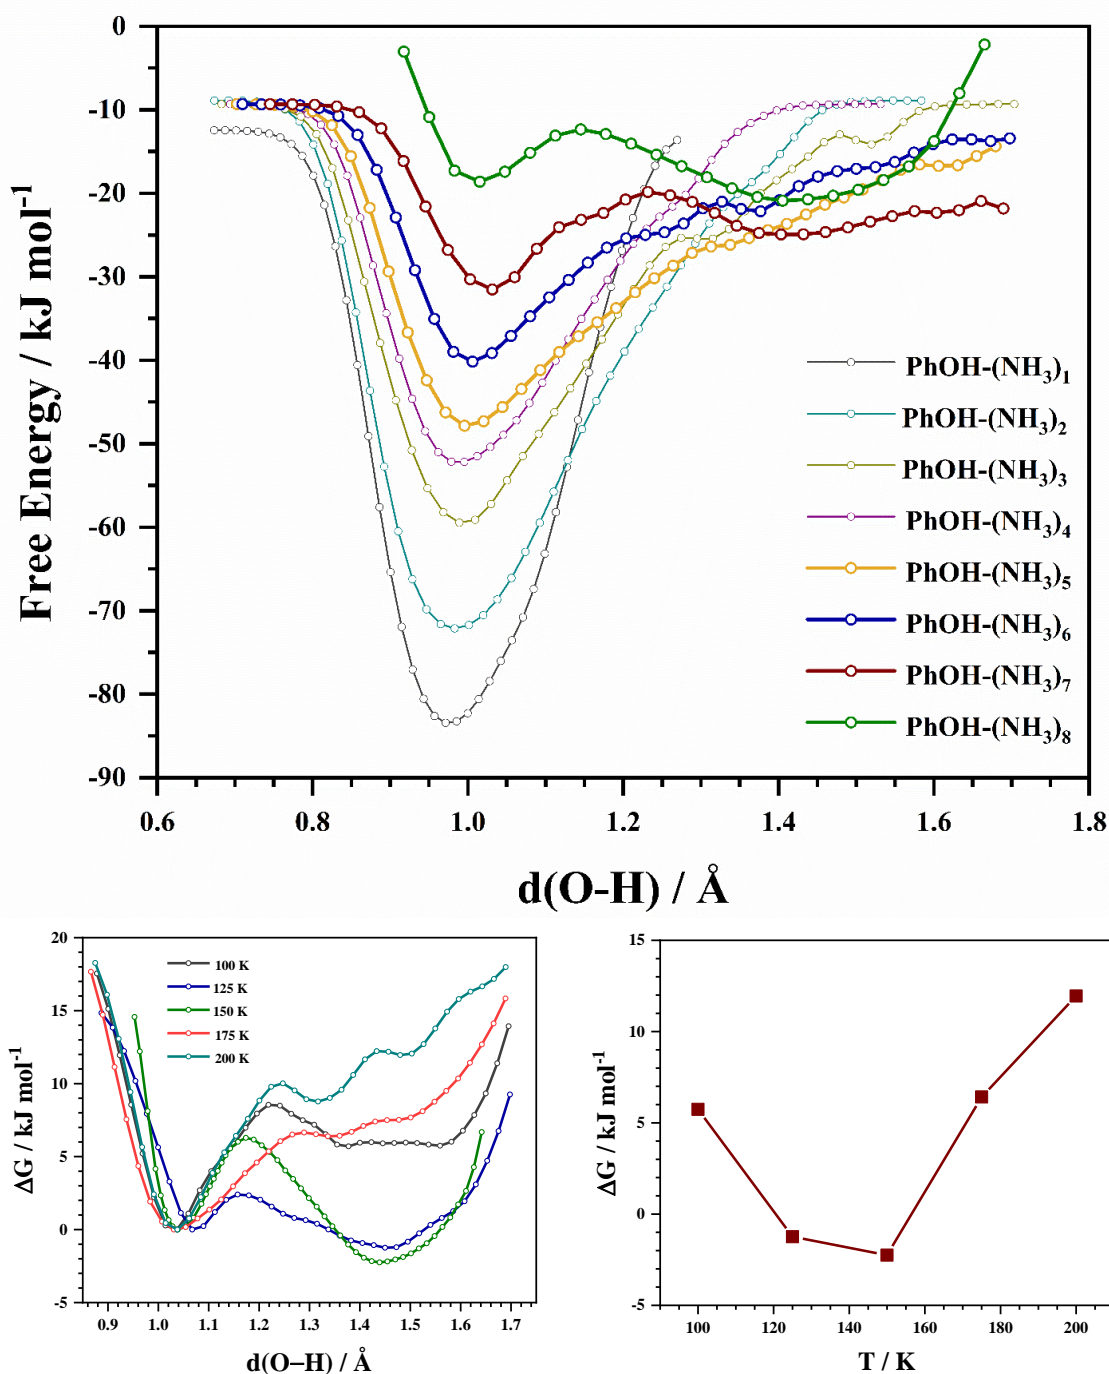 0
-10
-20
-30
-40
-50
-60
-70
-80
-90
Free Energy / kJ mol⁻¹
PhOH-(NH₃)₁
PhOH-(NH₃)₂
PhOH-(NH₃)₃
PhOH-(NH₃)₄
PhOH-(NH₃)₅
PhOH-(NH₃)₆
PhOH-(NH₃)₇
PhOH-(NH₃)₈
0.6 0.8 1.0 1.2 1.4 1.6 1.8
d(O-H) / Å
20
15
10
5
0
-5
ΔG / kJ mol⁻¹
100 K
125 K
150 K
175 K
200 K
0.9 1.0 1.1 1.2 1.3 1.4 1.5 1.6 1.7
d(O−H) / Å
15
10
5
0
-5
ΔG / kJ mol⁻¹
100 120 140 160 180 200
T / K